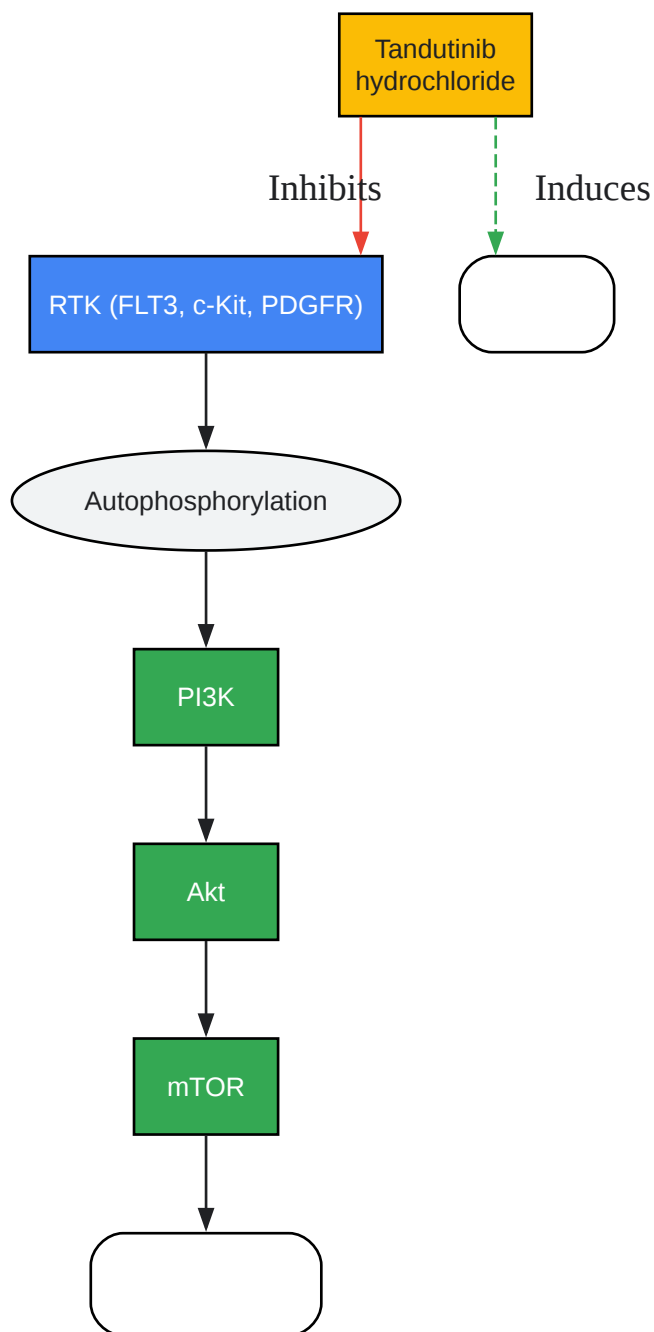 Tandutinib
hydrochloride
Inhibits
Induces
RTK (FLT3, c-Kit, PDGFR)
Autophosphorylation
PI3K
Akt
mTOR